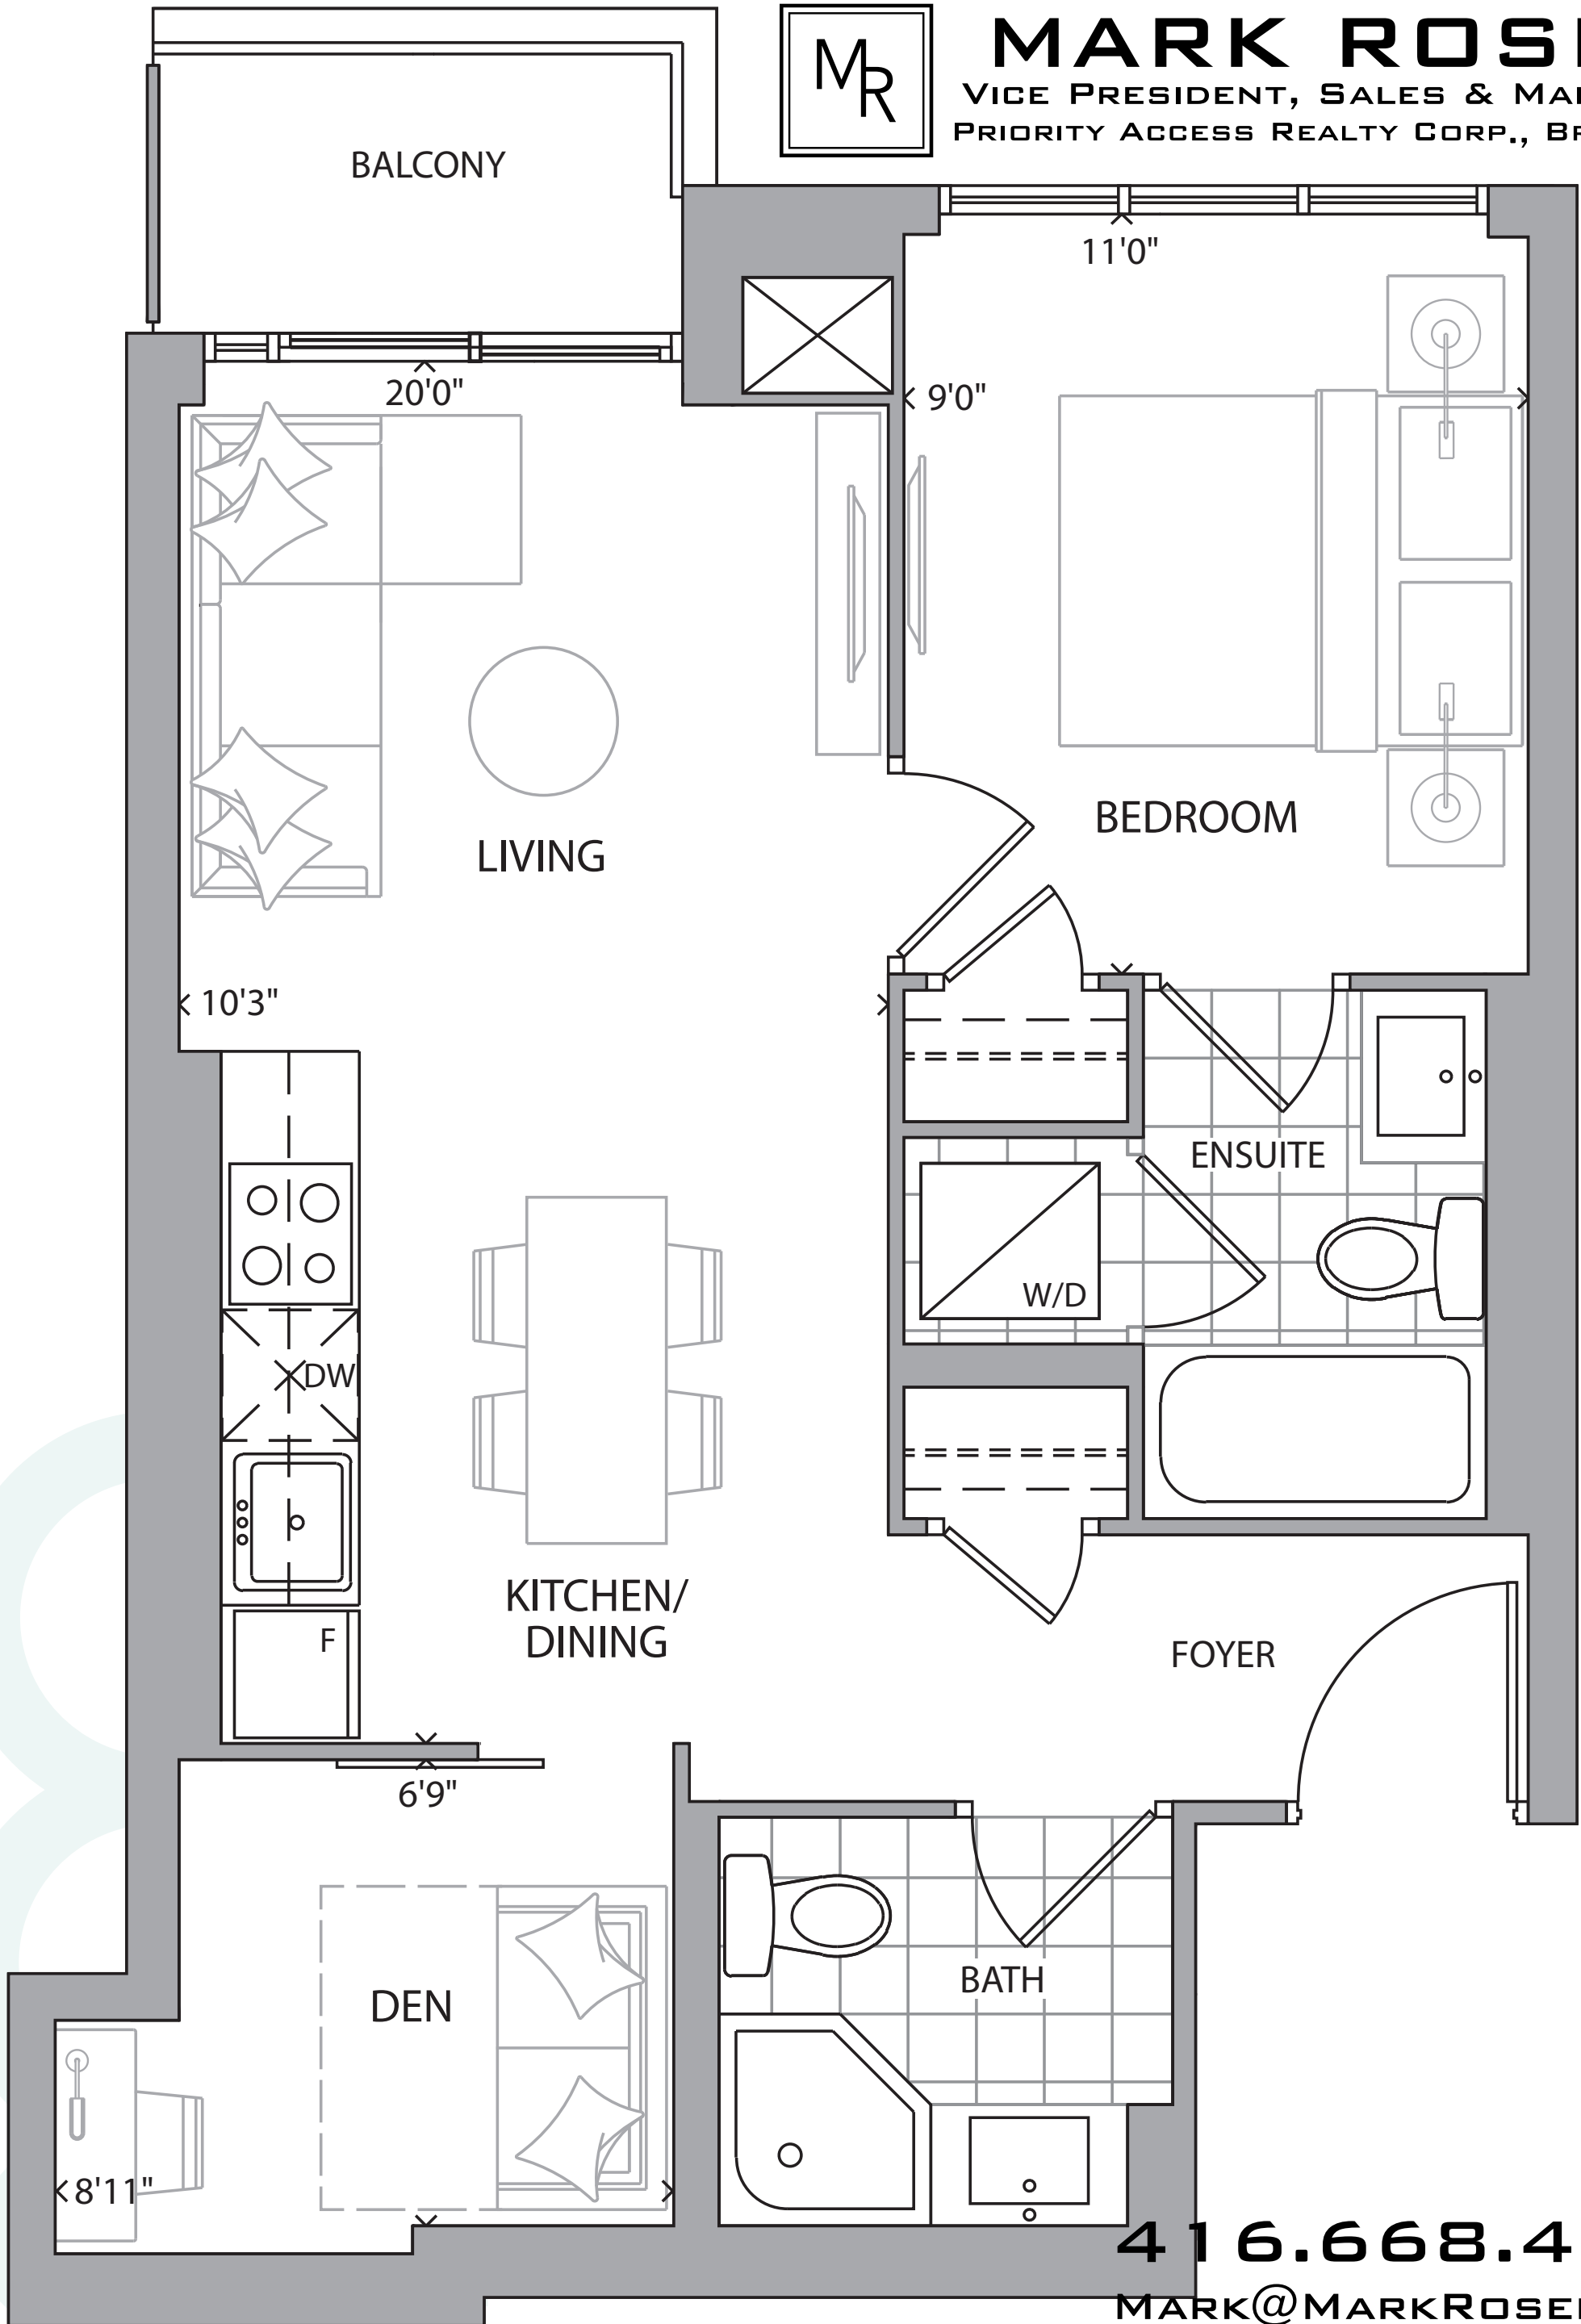 MR
MARK ROSE
VICE PRESIDENT, SALES & MA
PRIORITY ACCESS REALTY CORP., B
BALCONY
11'0"
20'0"
9'0"
BEDROOM
LIVING
10'3"
ENSUITE
W/D
DW
KITCHEN/
DINING
F
FOYER
6'9"
BATH
DEN
8'11"
416.668.4
MARK@MARKROSE